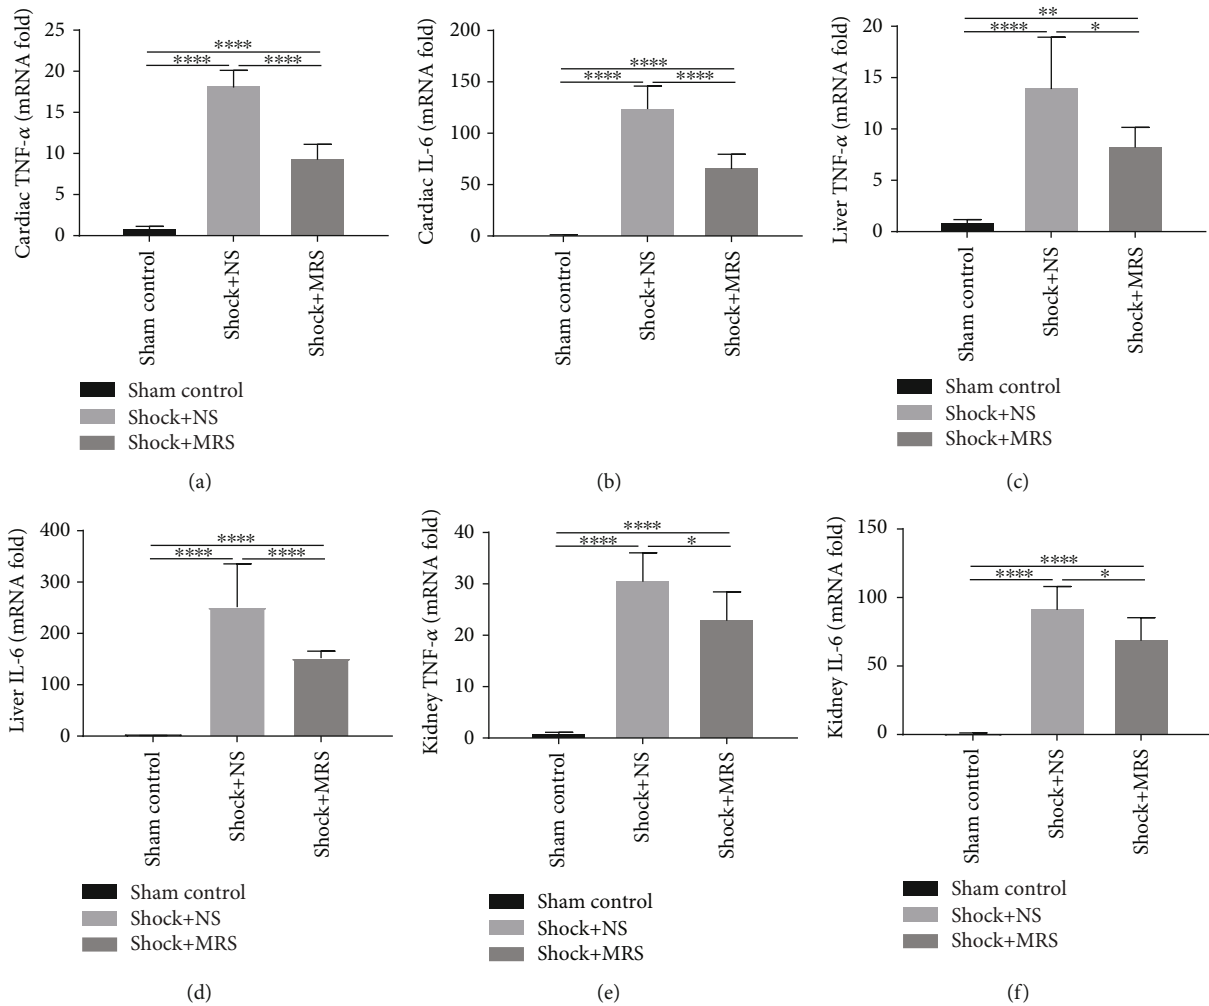 Cardiac TNF-α (mRNA fold)
25
20
15
10
5
0
****
**** ****
Sham control
Shock+NS
Shock+MRS
Sham control
Shock+NS
Shock+MRS
(a)
Cardiac IL-6 (mRNA fold)
200
150
100
50
0
****
**** ****
Sham control
Shock+NS
Shock+MRS
(b)
Liver TNF-α (mRNA fold)
20
15
10
5
0
**
**** *
Sham control
Shock+NS
Shock+MRS
Sham control
Shock+NS
Shock+MRS
(c)
Liver IL-6 (mRNA fold)
400
300
200
100
0
****
**** ****
Sham control
Shock+NS
Shock+MRS
Sham control
Shock+NS
Shock+MRS
(d)
Kidney TNF-α (mRNA fold)
40
30
20
10
0
****
**** *
Sham control
Shock+NS
Shock+MRS
Sham control
Shock+NS
Shock+MRS
(e)
Kidney IL-6 (mRNA fold)
150
100
50
0
****
**** *
Sham control
Shock+NS
Shock+MRS
Sham control
Shock+NS
Shock+MRS
(f)